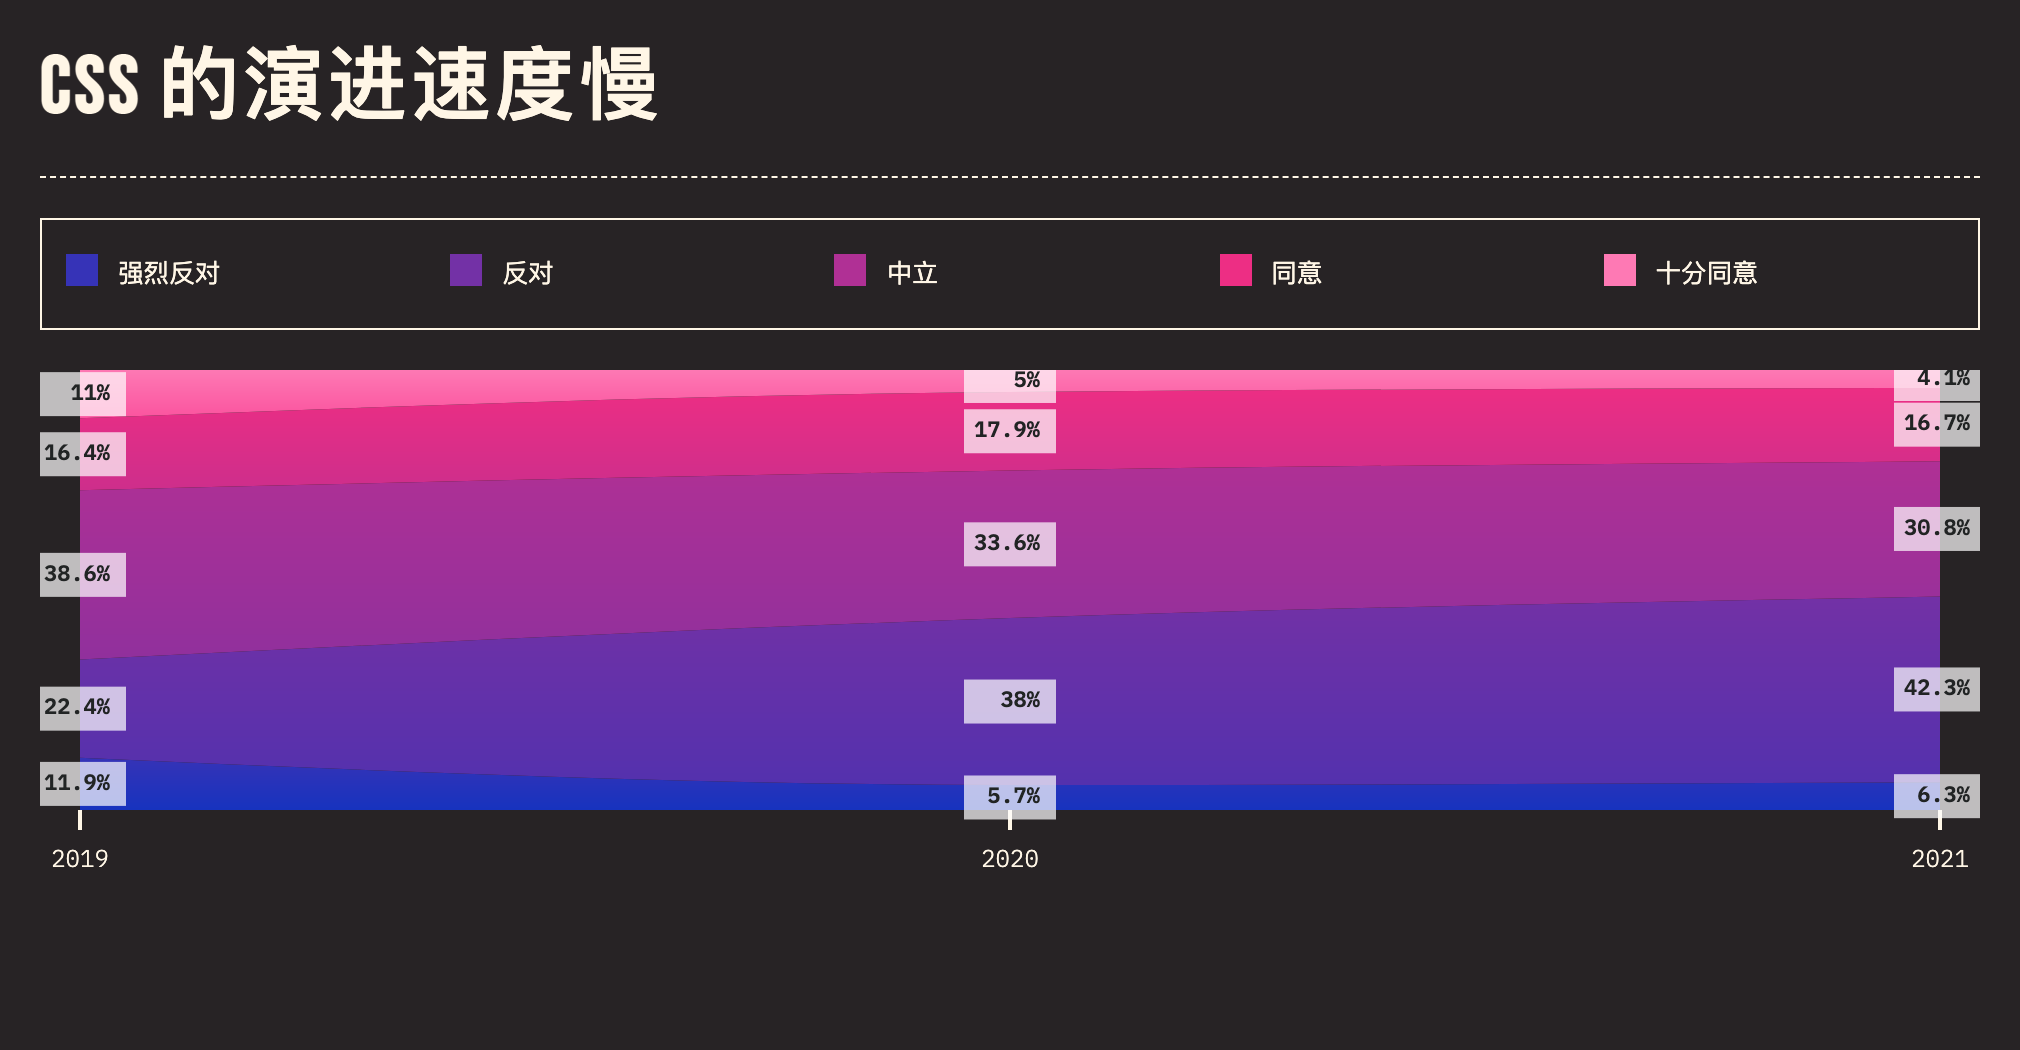 CSS 的演进速度慢
强烈反对 反对 中立 同意 十分同意
11% 5% 4.1%
16.4% 17.9% 16.7%
38.6% 33.6% 30.8%
22.4% 38% 42.3%
11.9% 5.7% 6.3%
2019 2020 2021